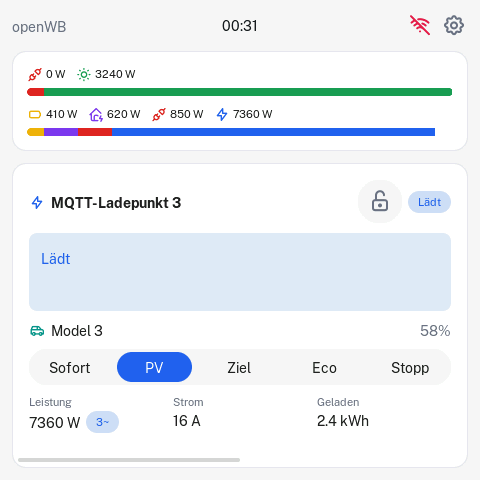 openWB 00:31
0 W 3240 W
410 W 620 W 850 W 7360 W
MQTT-Ladepunkt 3 Lädt
Lädt
Model 3 58%
Sofort PV Ziel Eco Stopp
Leistung Strom Geladen
7360 W 3~ 16 A 2.4 kWh